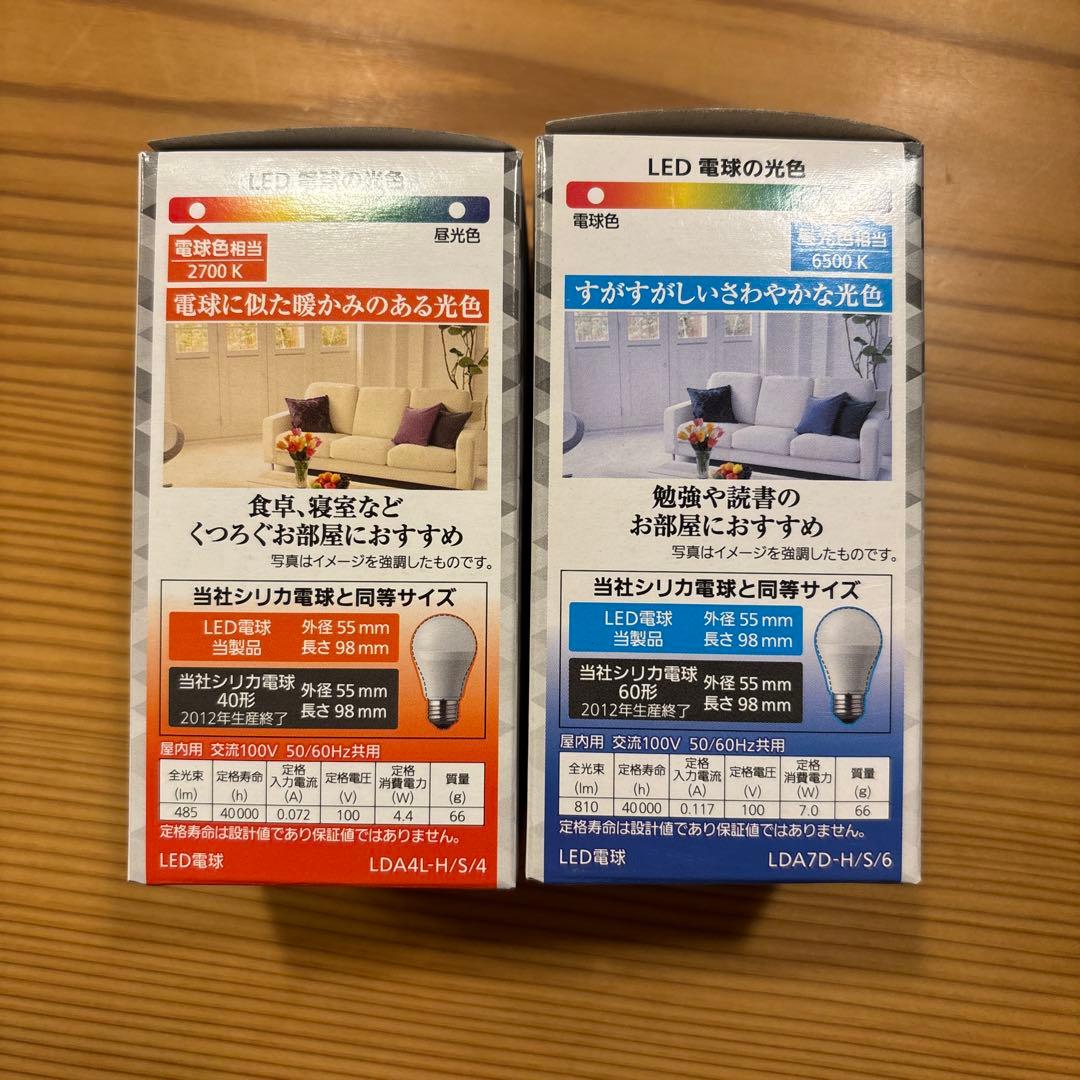 LED 電球の光色
昼光色
電球色相当
2700 K
電球に似た暖かみのある光色
食卓、寝室など
くつろぐお部屋におすすめ
写真はイメージを強調したものです。
当社シリカ電球と同等サイズ
LED電球
当製品
外径 55 mm
長さ 98 mm
当社シリカ電球
40形
2012年生産終了
外径 55 mm
長さ 98 mm
屋内用 交流100V 50/60Hz共用
全光束 (lm) 定格寿命 (h) 定格入力電流 (A) 定格電圧 (V) 定格消費電力 (W) 質量 (g)
485 40000 0.072 100 4.4 66
定格寿命は設計値であり保証値ではありません。
LED電球 LDA4L-H/S/4
LED 電球の光色
電球色
昼光色相当
6500 K
すがすがしいさわやかな光色
勉強や読書の
お部屋におすすめ
写真はイメージを強調したものです。
当社シリカ電球と同等サイズ
LED電球
当製品
外径 55 mm
長さ 98 mm
当社シリカ電球
60形
2012年生産終了
外径 55 mm
長さ 98 mm
屋内用 交流100V 50/60Hz共用
全光束 (lm) 定格寿命 (h) 定格入力電流 (A) 定格電圧 (V) 定格消費電力 (W) 質量 (g)
810 40000 0.117 100 7.0 66
定格寿命は設計値であり保証値ではありません。
LED電球 LDA7D-H/S/6